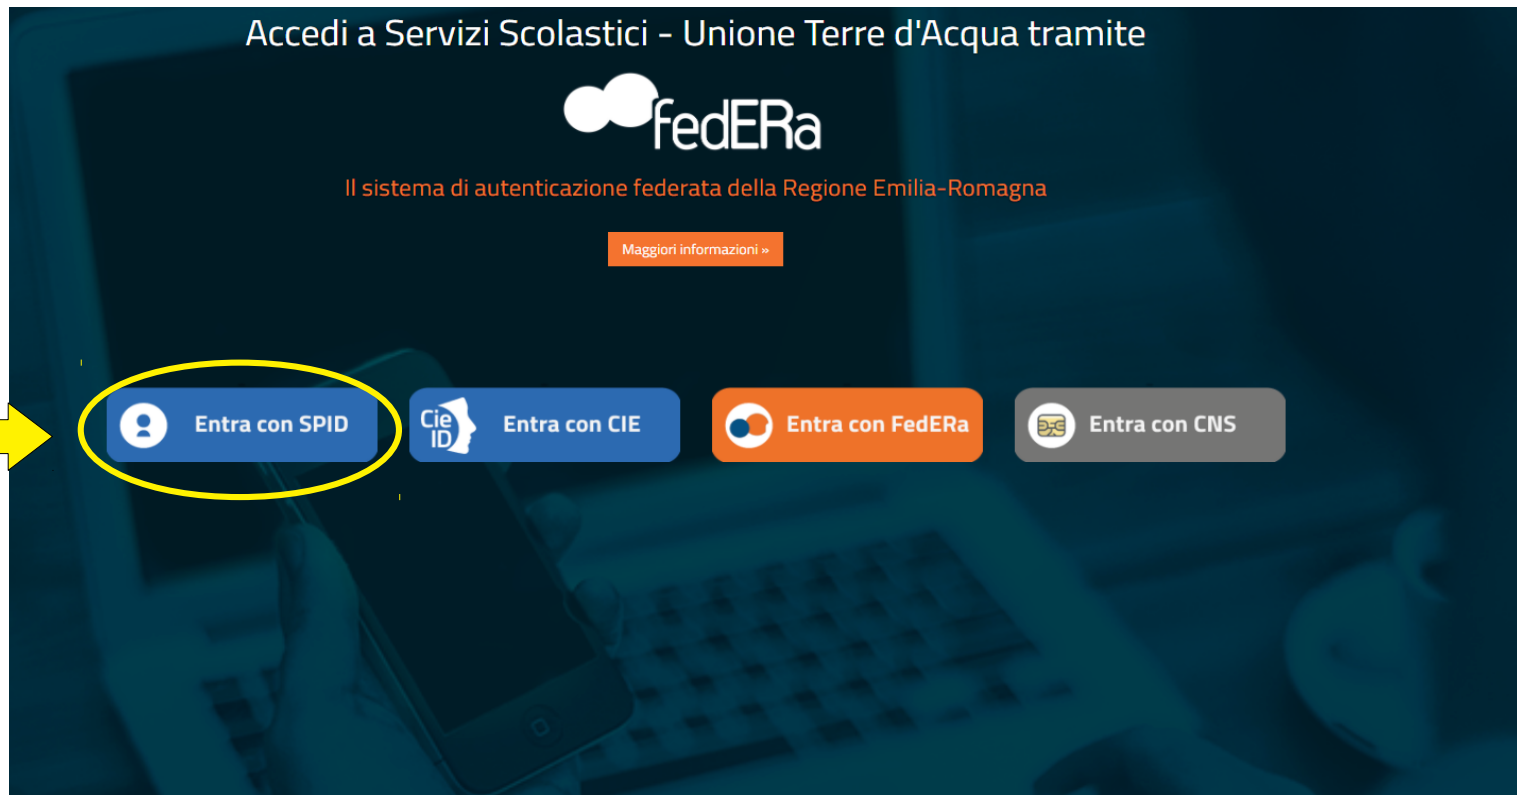 Accedi a Servizi Scolastici - Unione Terre d'Acqua tramite
fedERa
Il sistema di autenticazione federata della Regione Emilia-Romagna
Maggiori informazioni »
Entra con SPID
Cie ID
Entra con CIE
Entra con FedERa
Entra con CNS